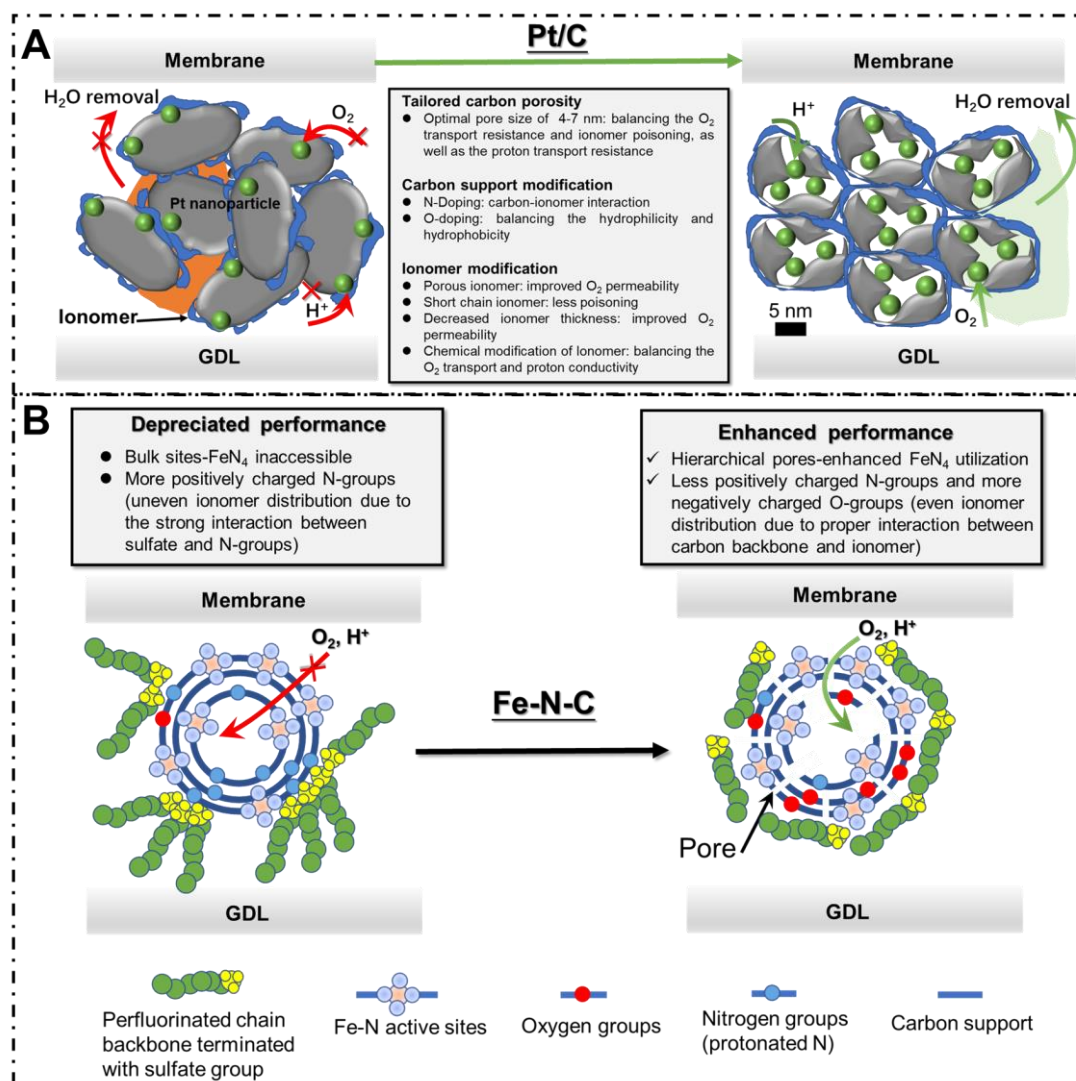 A
Pt/C
Membrane
H₂O removal
O₂
Pt nanoparticle
H⁺
Ionomer
GDL
Tailored carbon porosity
● Optimal pore size of 4-7 nm: balancing the O₂
transport resistance and ionomer poisoning, as
well as the proton transport resistance
Carbon support modification
● N-Doping: carbon-ionomer interaction
● O-doping: balancing the hydrophilicity and
hydrophobicity
Ionomer modification
● Porous ionomer: improved O₂ permeability
● Short chain ionomer: less poisoning
● Decreased ionomer thickness: improved O₂
permeability
● Chemical modification of Ionomer: balancing the
O₂ transport and proton conductivity
Membrane
H⁺
H₂O removal
5 nm
O₂
GDL
B
Depreciated performance
● Bulk sites-FeN₄ inaccessible
● More positively charged N-groups
(uneven ionomer distribution due to
the strong interaction between
sulfate and N-groups)
Enhanced performance
✓ Hierarchical pores-enhanced FeN₄ utilization
✓ Less positively charged N-groups and more
negatively charged O-groups (even ionomer
distribution due to proper interaction between
carbon backbone and ionomer)
Membrane
O₂, H⁺
GDL
Fe-N-C
Membrane
O₂, H⁺
Pore
GDL
Perfluorinated chain
backbone terminated
with sulfate group
Fe-N active sites
Oxygen groups
Nitrogen groups
(protonated N)
Carbon support